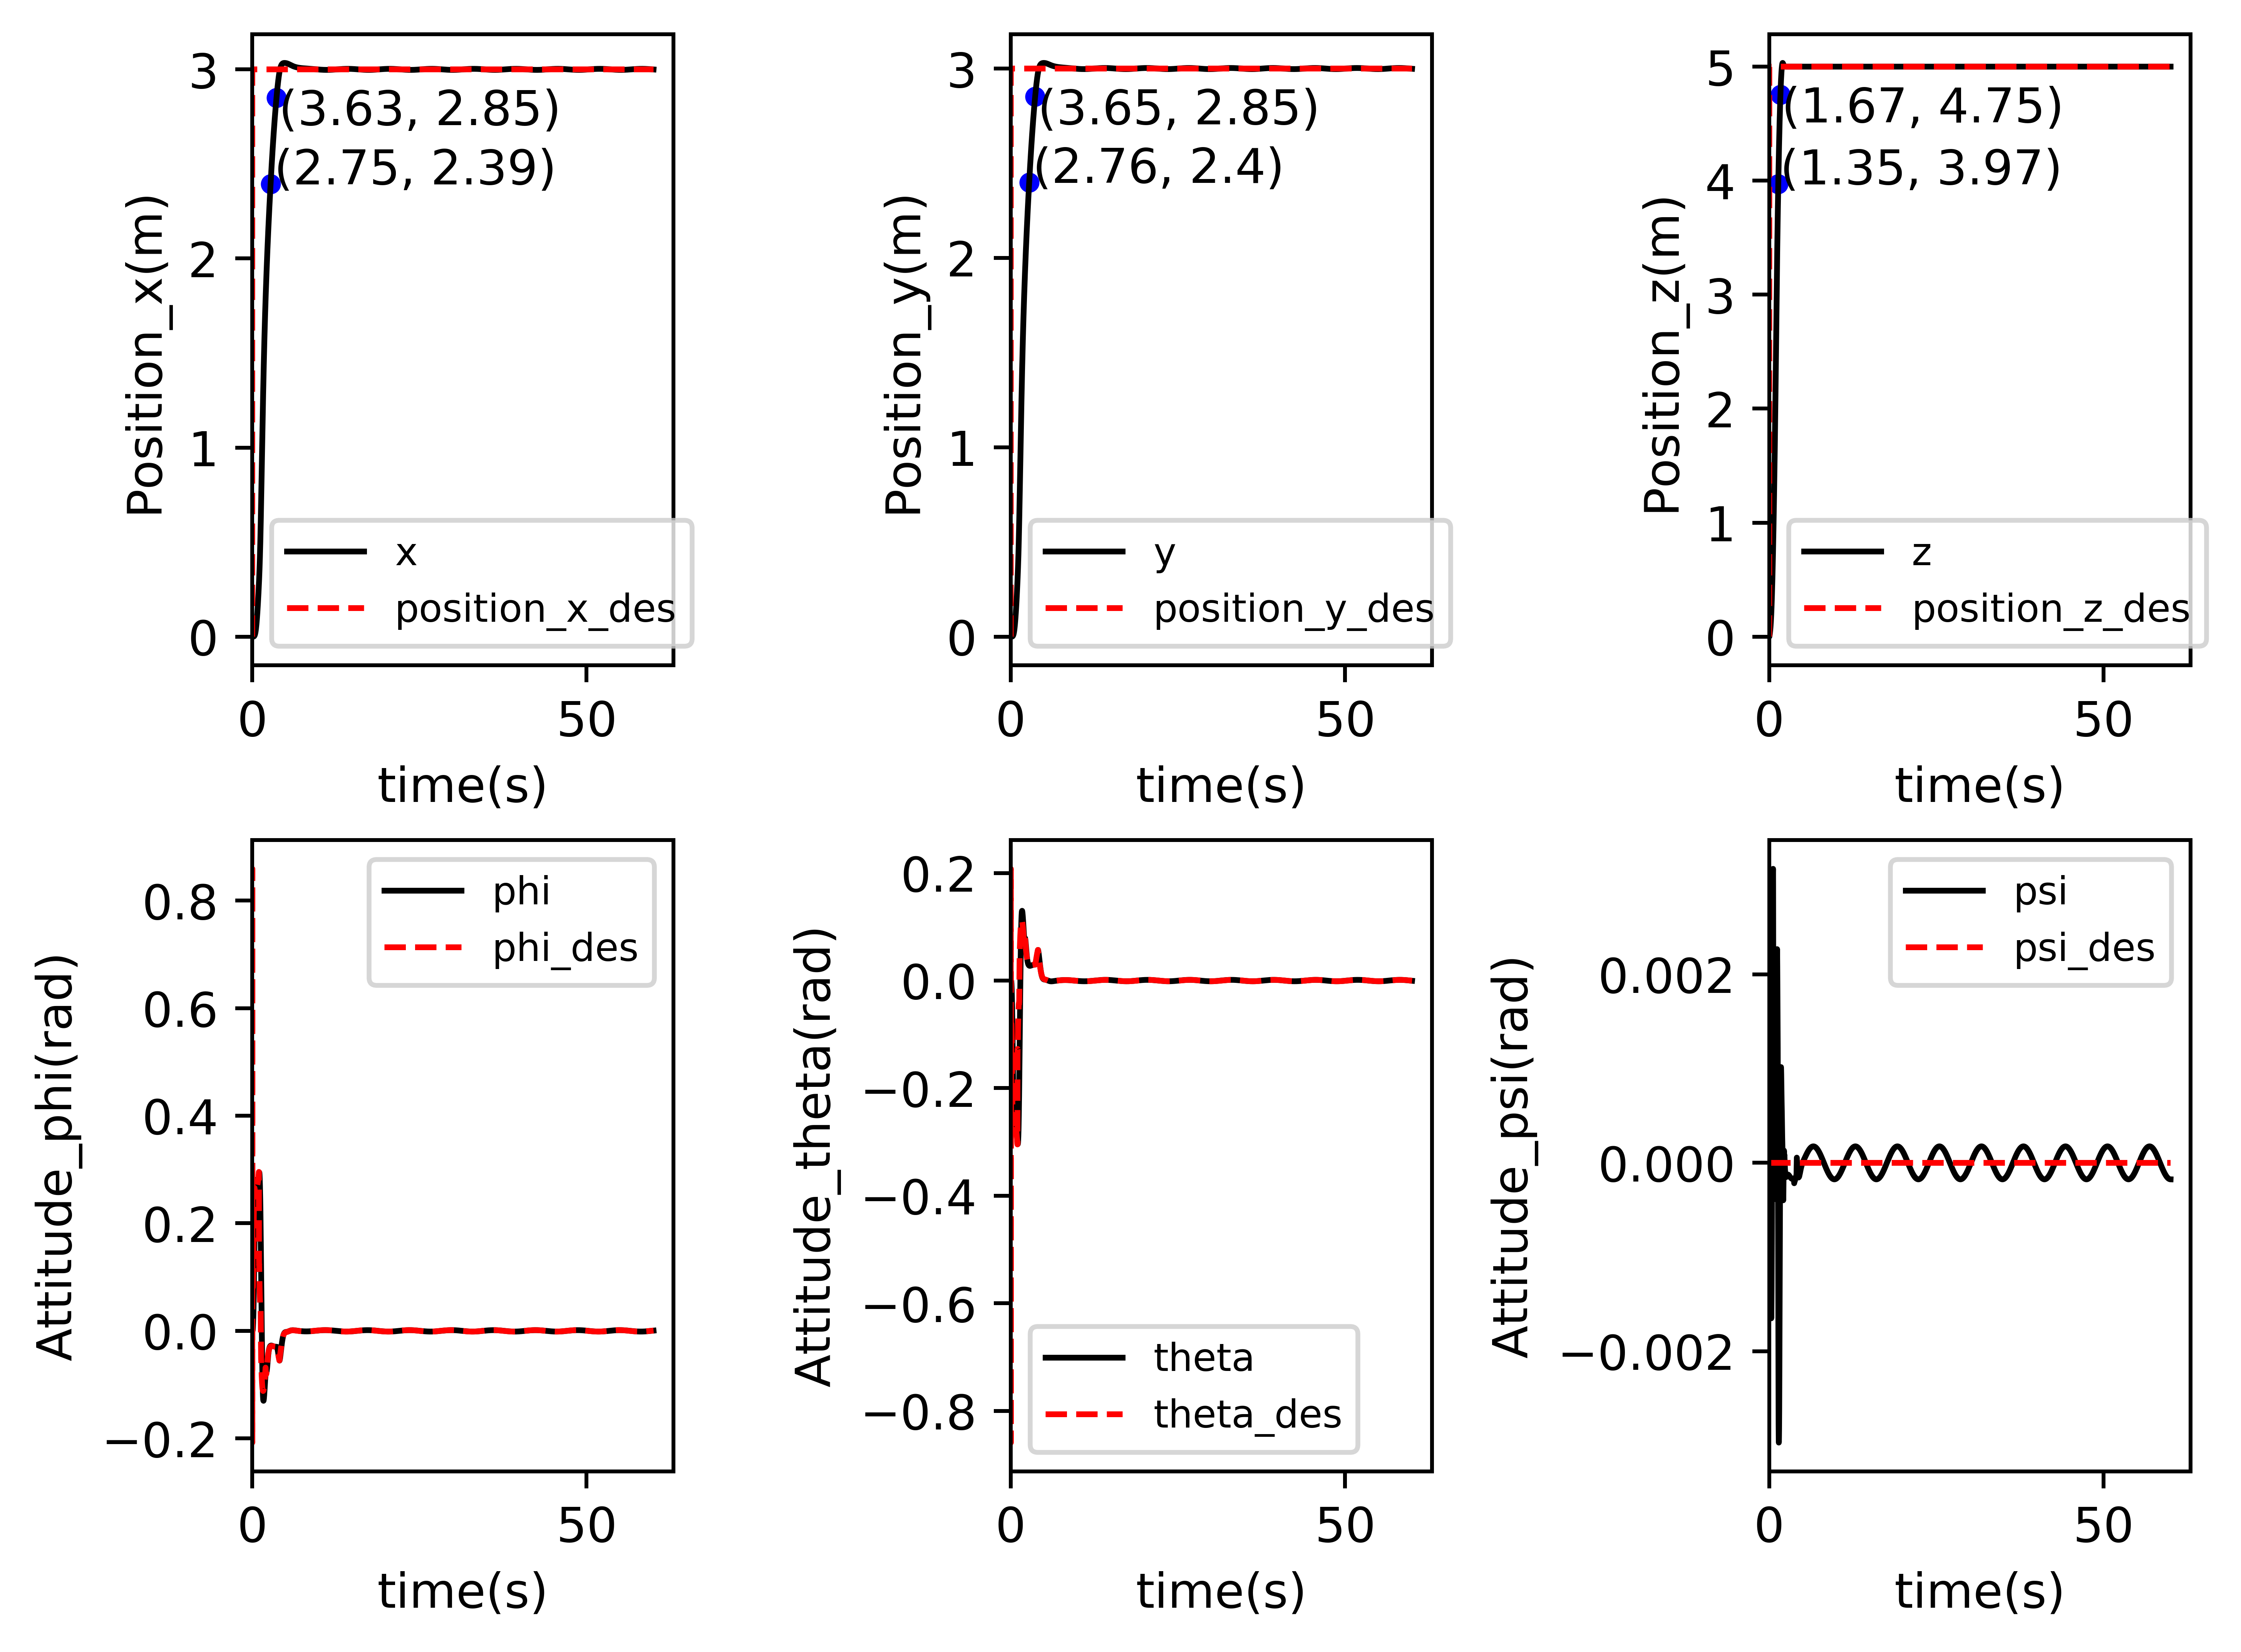 Position_x(m)
3
2
1
0
(3.63, 2.85)
(2.75, 2.39)
x
position_x_des
0
50
time(s)
Position_y(m)
3
2
1
0
(3.65, 2.85)
(2.76, 2.4)
y
position_y_des
0
50
time(s)
Position_z(m)
5
4
3
2
1
0
(1.67, 4.75)
(1.35, 3.97)
z
position_z_des
0
50
time(s)
Attitude_phi(rad)
0.8
0.6
0.4
0.2
0.0
−0.2
phi
phi_des
0
50
time(s)
Attitude_theta(rad)
0.2
0.0
−0.2
−0.4
−0.6
−0.8
theta
theta_des
0
50
time(s)
Attitude_psi(rad)
0.002
0.000
−0.002
psi
psi_des
0
50
time(s)